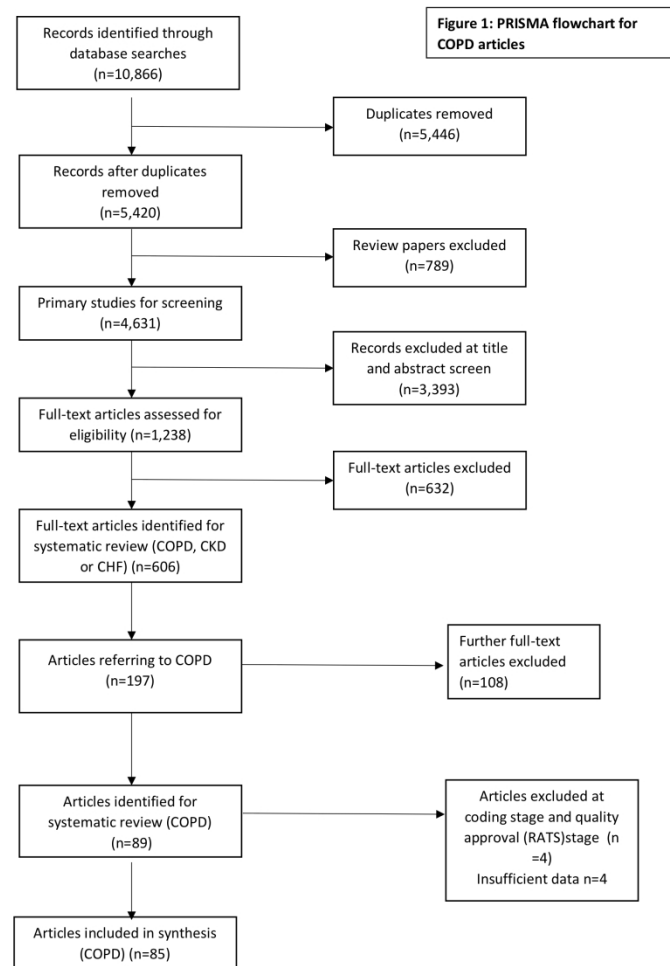 Figure 1: PRISMA flowchart for
COPD articles
Records identified through
database searches
(n=10,866)
Duplicates removed
(n=5,446)
Records after duplicates
removed
(n=5,420)
Review papers excluded
(n=789)
Primary studies for screening
(n=4,631)
Records excluded at title
and abstract screen
(n=3,393)
Full-text articles assessed for
eligibility (n=1,238)
Full-text articles excluded
(n=632)
Full-text articles identified for
systematic review (COPD, CKD
or CHF) (n=606)
Articles referring to COPD
(n=197)
Further full-text
articles excluded
(n=108)
Articles identified for
systematic review (COPD)
(n=89)
Articles excluded at
coding stage and quality
approval (RATS)stage (n
=4)
Insufficient data n=4
Articles included in synthesis
(COPD) (n=85)